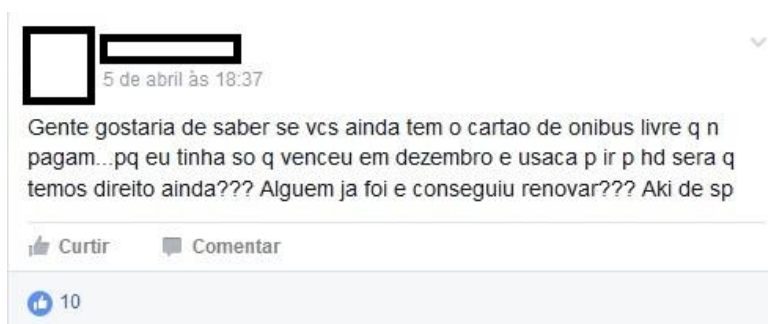 5 de abril às 18:37
Gente gostaria de saber se vcs ainda tem o cartao de onibus livre q n
pagam...pq eu tinha so q venceu em dezembro e usaca p ir p hd sera q
temos direito ainda??? Alguem ja foi e conseguiu renovar??? Aki de sp
Curtir Comentar
10